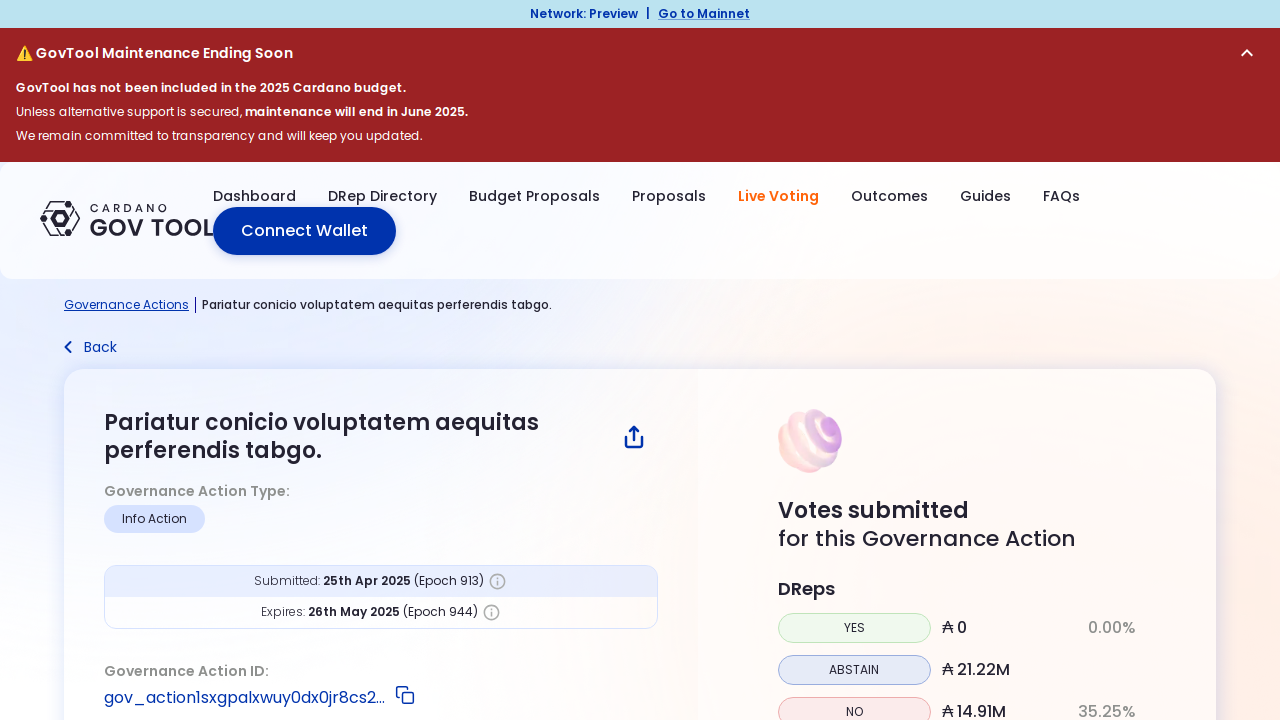 Network: Preview | Go to Mainnet
⚠️ GovTool Maintenance Ending Soon
GovTool has not been included in the 2025 Cardano budget.
Unless alternative support is secured, maintenance will end in June 2025.
We remain committed to transparency and will keep you updated.
CARDANO
GOV TOOL
Dashboard DRep Directory Budget Proposals Proposals Live Voting Outcomes Guides FAQs
Connect Wallet
Governance Actions | Pariatur conicio voluptatem aequitas perferendis tabgo.
Back
Pariatur conicio voluptatem aequitas
perferendis tabgo.
Governance Action Type:
Info Action
Submitted: 25th Apr 2025 (Epoch 913)
Expires: 26th May 2025 (Epoch 944)
Governance Action ID:
gov_action1sxgpalxwuy0dx0jr8cs2...
Votes submitted
for this Governance Action
DReps
YES ₳ 0 0.00%
ABSTAIN ₳ 21.22M
NO ₳ 14.91M 35.25%